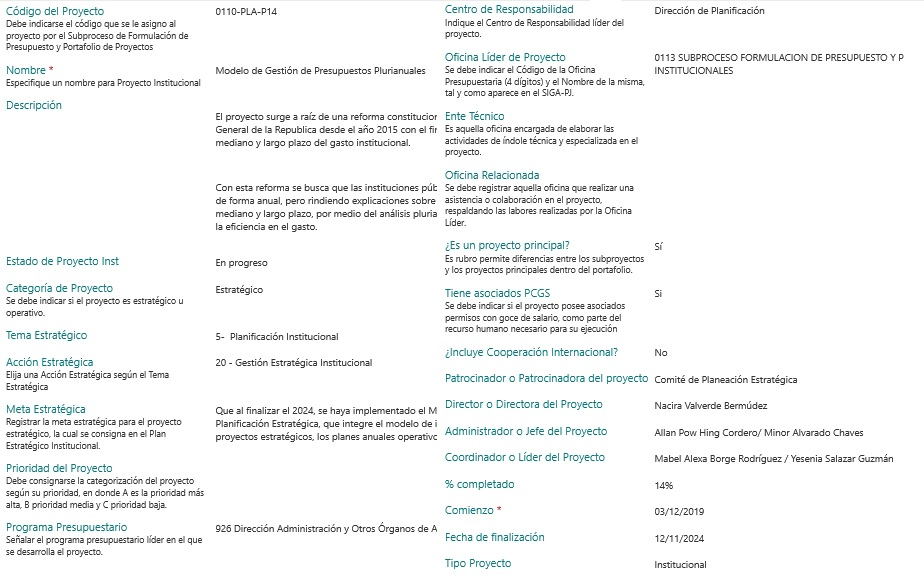 Código del Proyecto
Debe indicarse el código que se le asigno al
proyecto por el Subproceso de Formulación de
Presupuesto y Portafolio de Proyectos
0110-PLA-P14
Nombre *
Especifique un nombre para Proyecto Institucional
Modelo de Gestión de Presupuestos Plurianuales
Descripción
El proyecto surge a raíz de una reforma constitucior
General de la Republica desde el año 2015 con el fir
mediano y largo plazo del gasto institucional.
Con esta reforma se busca que las instituciones púb
de forma anual, pero rindiendo explicaciones sobre
mediano y largo plazo, por medio del análisis pluria
la eficiencia en el gasto.
Estado de Proyecto Inst
En progreso
Categoría de Proyecto
Se debe indicar si el proyecto es estratégico u
operativo.
Estratégico
Tema Estratégico
5- Planificación Institucional
Acción Estratégica
Elija una Acción Estratégica según el Tema
Estratégica
20 - Gestión Estratégica Institucional
Meta Estratégica
Registrar la meta estratégica para el proyecto
estratégico, la cual se consigna en el Plan
Estratégico Institucional.
Que al finalizar el 2024, se haya implementado el M
Planificación Estratégica, que integre el modelo de i
proyectos estratégicos, los planes anuales operativo
Prioridad del Proyecto
Debe consignarse la categorización del proyecto
según su prioridad, en donde A es la prioridad más
alta, B prioridad media y C prioridad baja.
Programa Presupuestario
Señalar el programa presupuestario líder en el que
se desarrolla el proyecto.
926 Dirección Administración y Otros Órganos de A
Centro de Responsabilidad
Indique el Centro de Responsabilidad líder del
proyecto.
Dirección de Planificación
Oficina Líder de Proyecto
Se debe indicar el Código de la Oficina
Presupuestaria (4 dígitos) y el Nombre de la misma,
tal y como aparece en el SIGA-PJ.
0113 SUBPROCESO FORMULACION DE PRESUPUESTO Y P
INSTITUCIONALES
Ente Técnico
Es aquella oficina encargada de elaborar las
actividades de índole técnica y especializada en el
proyecto.
Oficina Relacionada
Se debe registrar aquella oficina que realizar una
asistencia o colaboración en el proyecto,
respaldando las labores realizadas por la Oficina
Líder.
¿Es un proyecto principal?
Es rubro permite diferencias entre los subproyectos
y los proyectos principales dentro del portafolio.
Sí
Tiene asociados PCGS
Se debe indicar si el proyecto posee asociados
permisos con goce de salario, como parte del
recurso humano necesario para su ejecución
Si
¿Incluye Cooperación Internacional?
No
Patrocinador o Patrocinadora del proyecto
Comité de Planeación Estratégica
Director o Directora del Proyecto
Nacira Valverde Bermúdez
Administrador o Jefe del Proyecto
Allan Pow Hing Cordero/ Minor Alvarado Chaves
Coordinador o Líder del Proyecto
Mabel Alexa Borge Rodríguez / Yesenia Salazar Guzmán
% completado
14%
Comienzo *
03/12/2019
Fecha de finalización
12/11/2024
Tipo Proyecto
Institucional